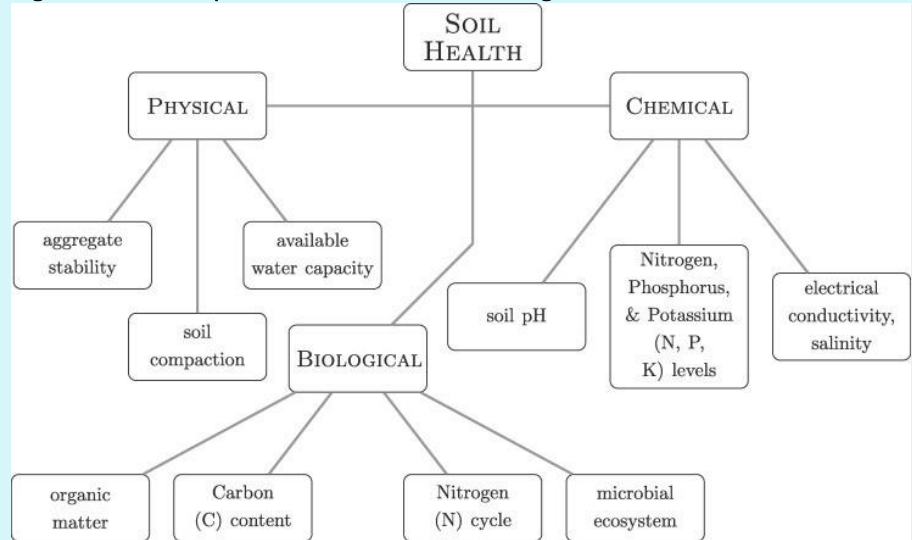 SOIL
HEALTH
PHYSICAL
CHEMICAL
aggregate
stability
available
water capacity
soil
compaction
soil pH
Nitrogen,
Phosphorus,
& Potassium
(N, P,
K) levels
electrical
conductivity,
salinity
BIOLOGICAL
organic
matter
Carbon
(C) content
Nitrogen
(N) cycle
microbial
ecosystem